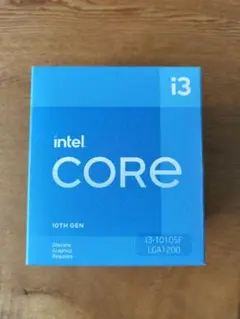 i3
intel
CORE
10TH GEN
i3-10105F
LGA1200
Discrete
Graphics
Required